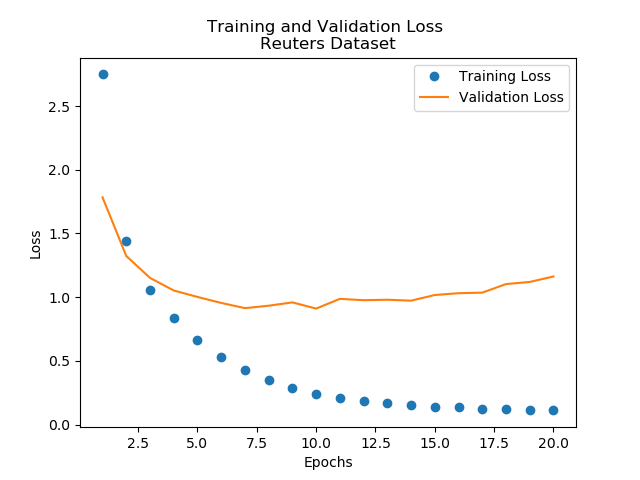 Training and Validation Loss
Reuters Dataset
Training Loss
Validation Loss
Loss
2.5
2.0
1.5
1.0
0.5
0.0
2.5 5.0 7.5 10.0 12.5 15.0 17.5 20.0
Epochs